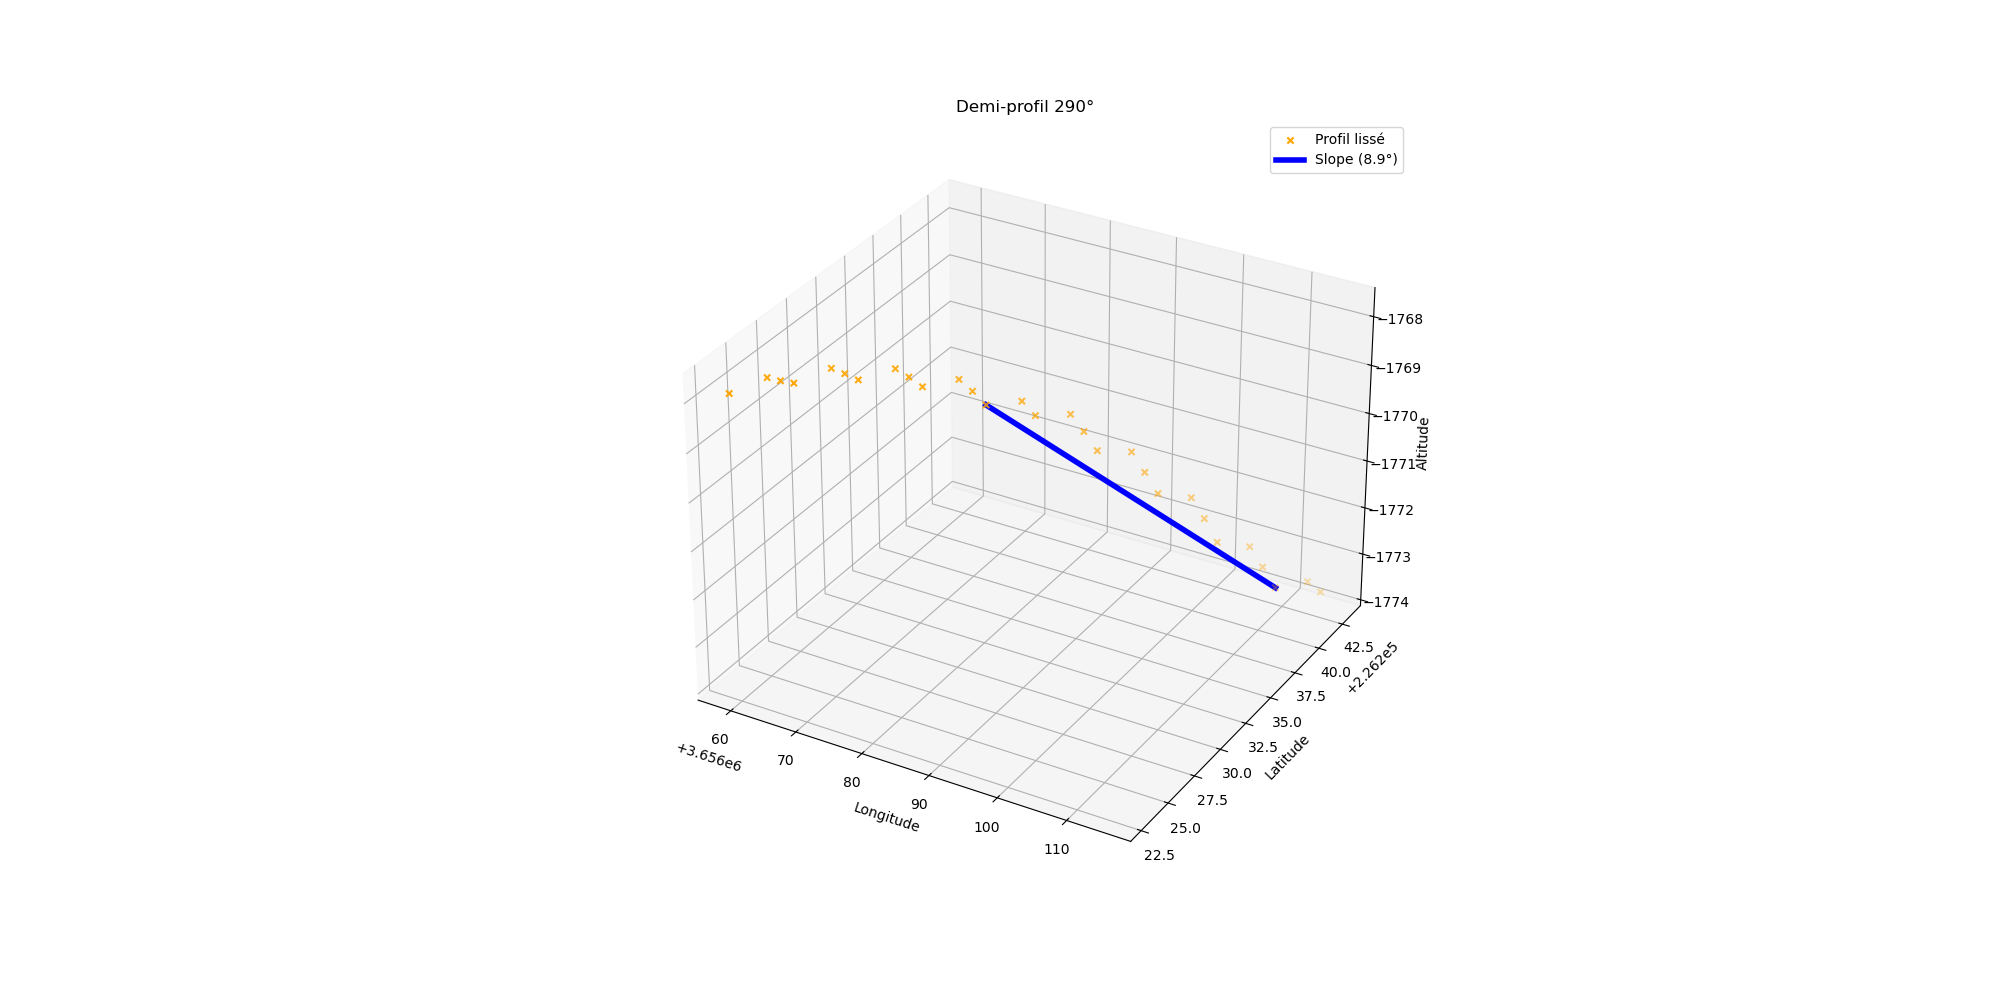 Demi-profil 290°
Profil lissé
Slope (8.9°)
−1768
−1769
−1770
−1771
−1772
−1773
−1774
Altitude
42.5
40.0
37.5
35.0
32.5
30.0
27.5
25.0
22.5
+2.262e5
Latitude
60
70
80
90
100
110
+3.656e6
Longitude